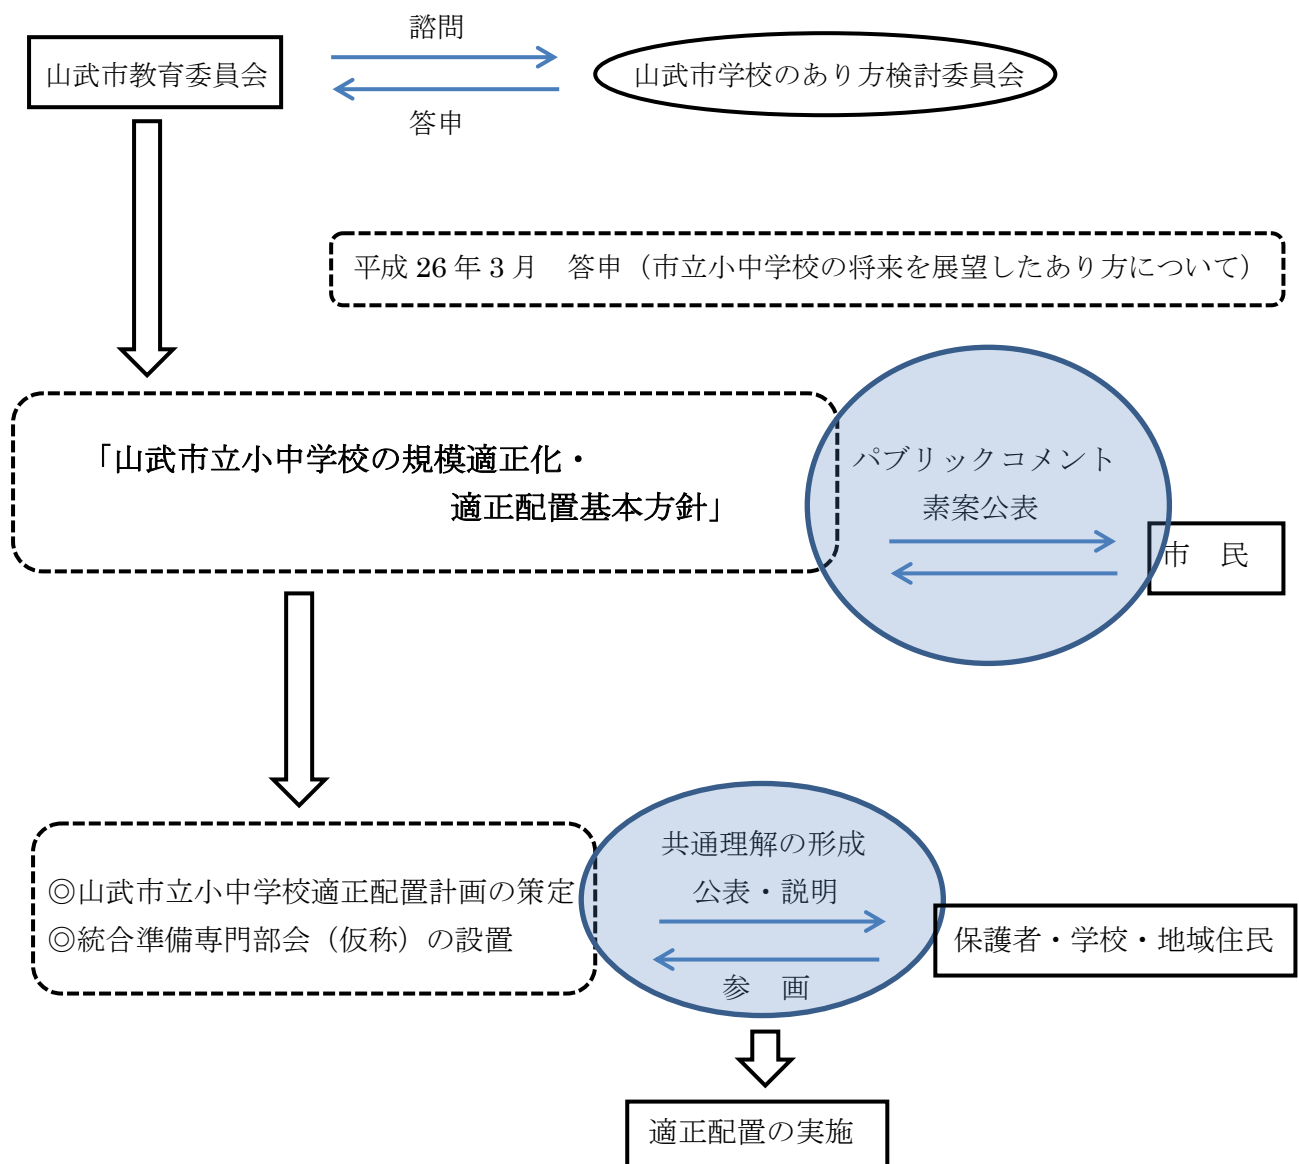 諮問
山武市教育委員会
山武市学校のあり方検討委員会
答申
平成 26 年 3 月　答申（市立小中学校の将来を展望したあり方について）
「山武市立小中学校の規模適正化・
適正配置基本方針」
パブリックコメント
素案公表
市　民
共通理解の形成
◎山武市立小中学校適正配置計画の策定
公表・説明
◎統合準備専門部会（仮称）の設置
保護者・学校・地域住民
参　画
適正配置の実施